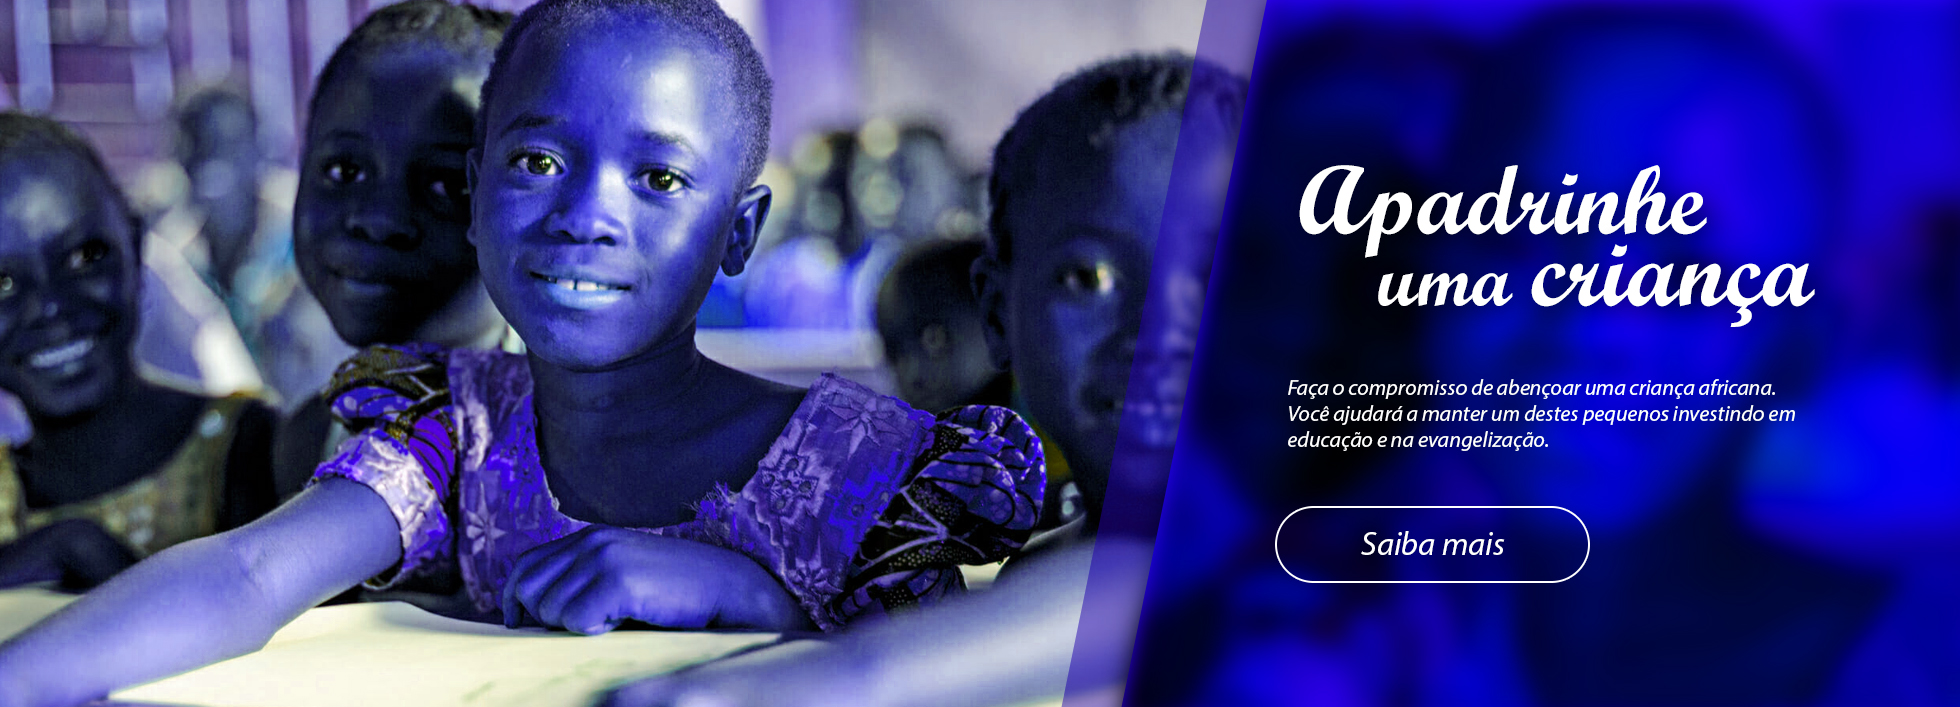 Apadrinhe
uma criança
Faça o compromisso de abençoar uma criança africana.
Você ajudará a manter um destes pequenos investindo em
educação e na evangelização.
Saiba mais